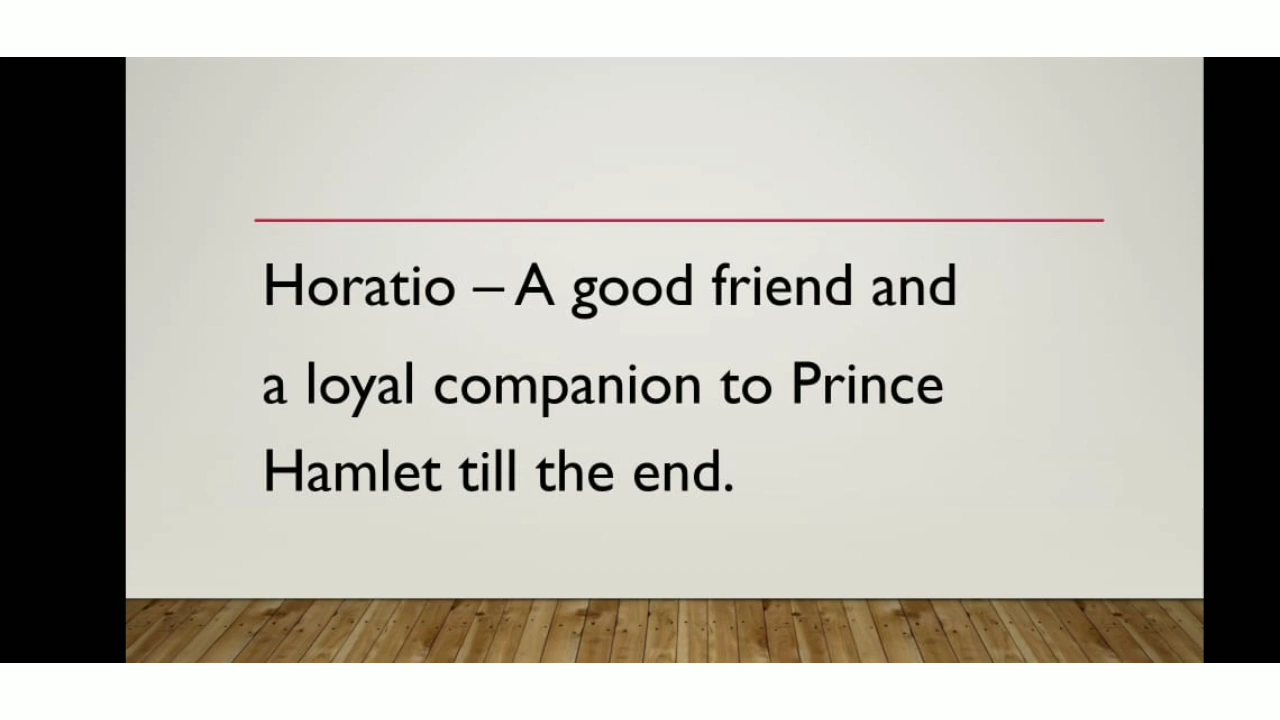 Horatio – A good friend and
a loyal companion to Prince
Hamlet till the end.